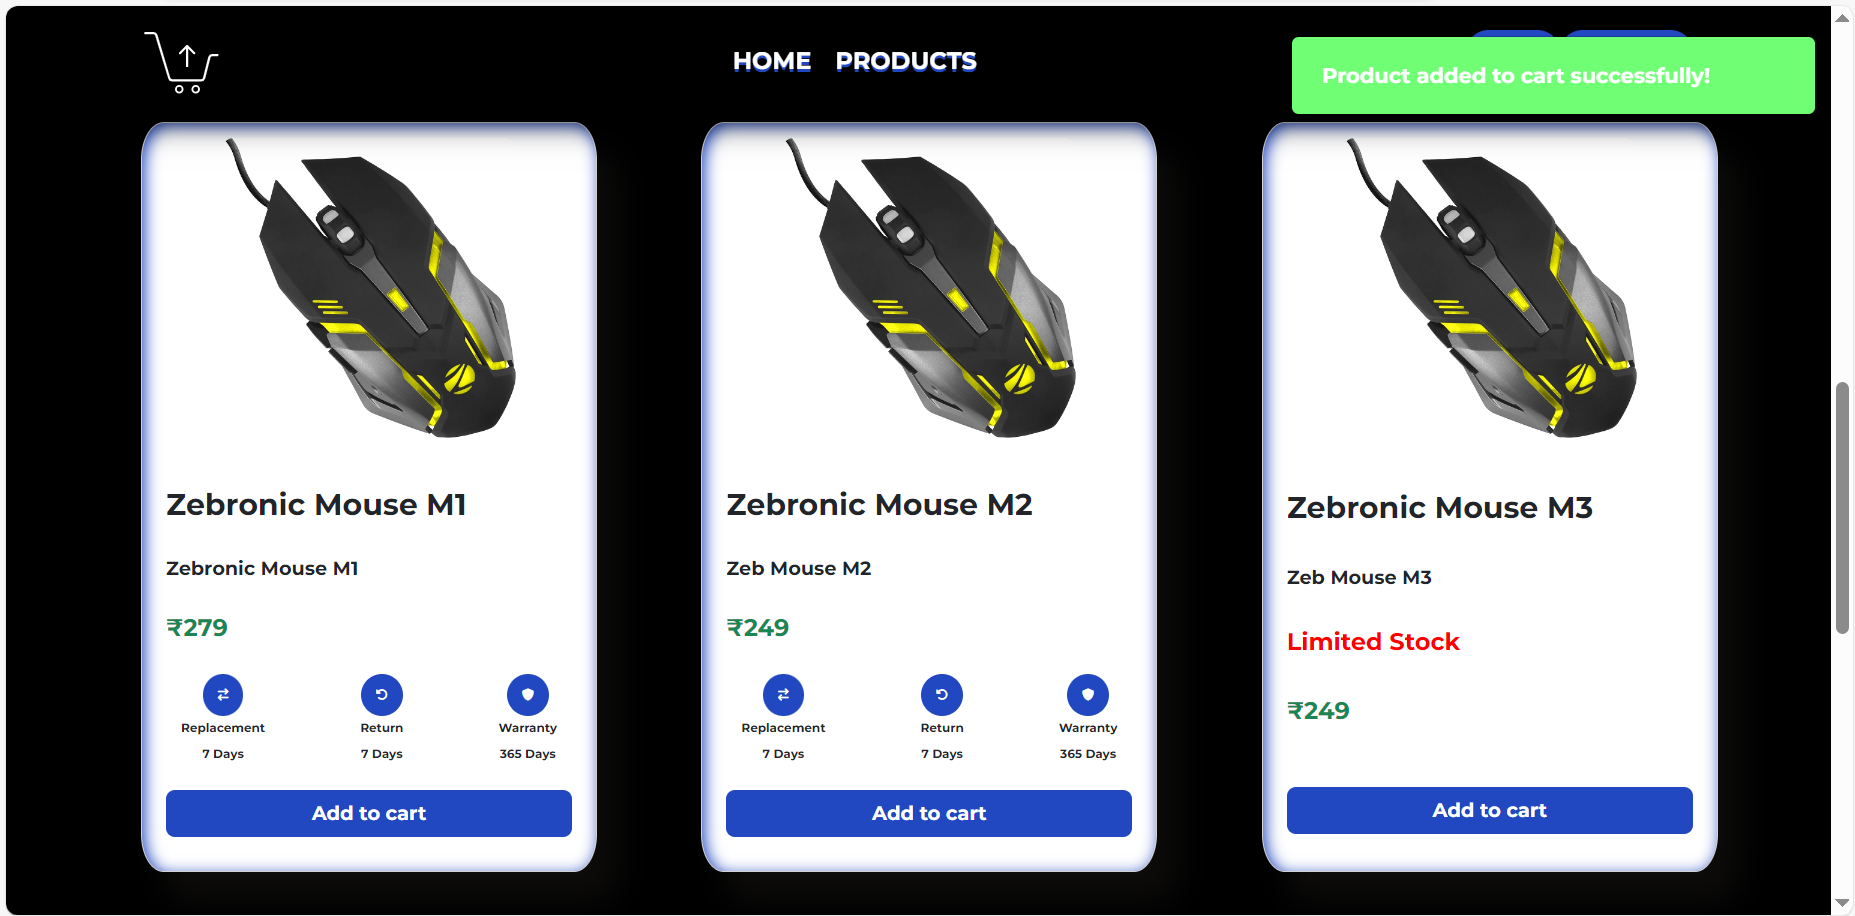 HOME PRODUCTS
Product added to cart successfully!
Zebronic Mouse M1
Zebronic Mouse M1
₹279
Replacement
7 Days
Return
7 Days
Warranty
365 Days
Add to cart
Zebronic Mouse M2
Zeb Mouse M2
₹249
Replacement
7 Days
Return
7 Days
Warranty
365 Days
Add to cart
Zebronic Mouse M3
Zeb Mouse M3
Limited Stock
₹249
Add to cart